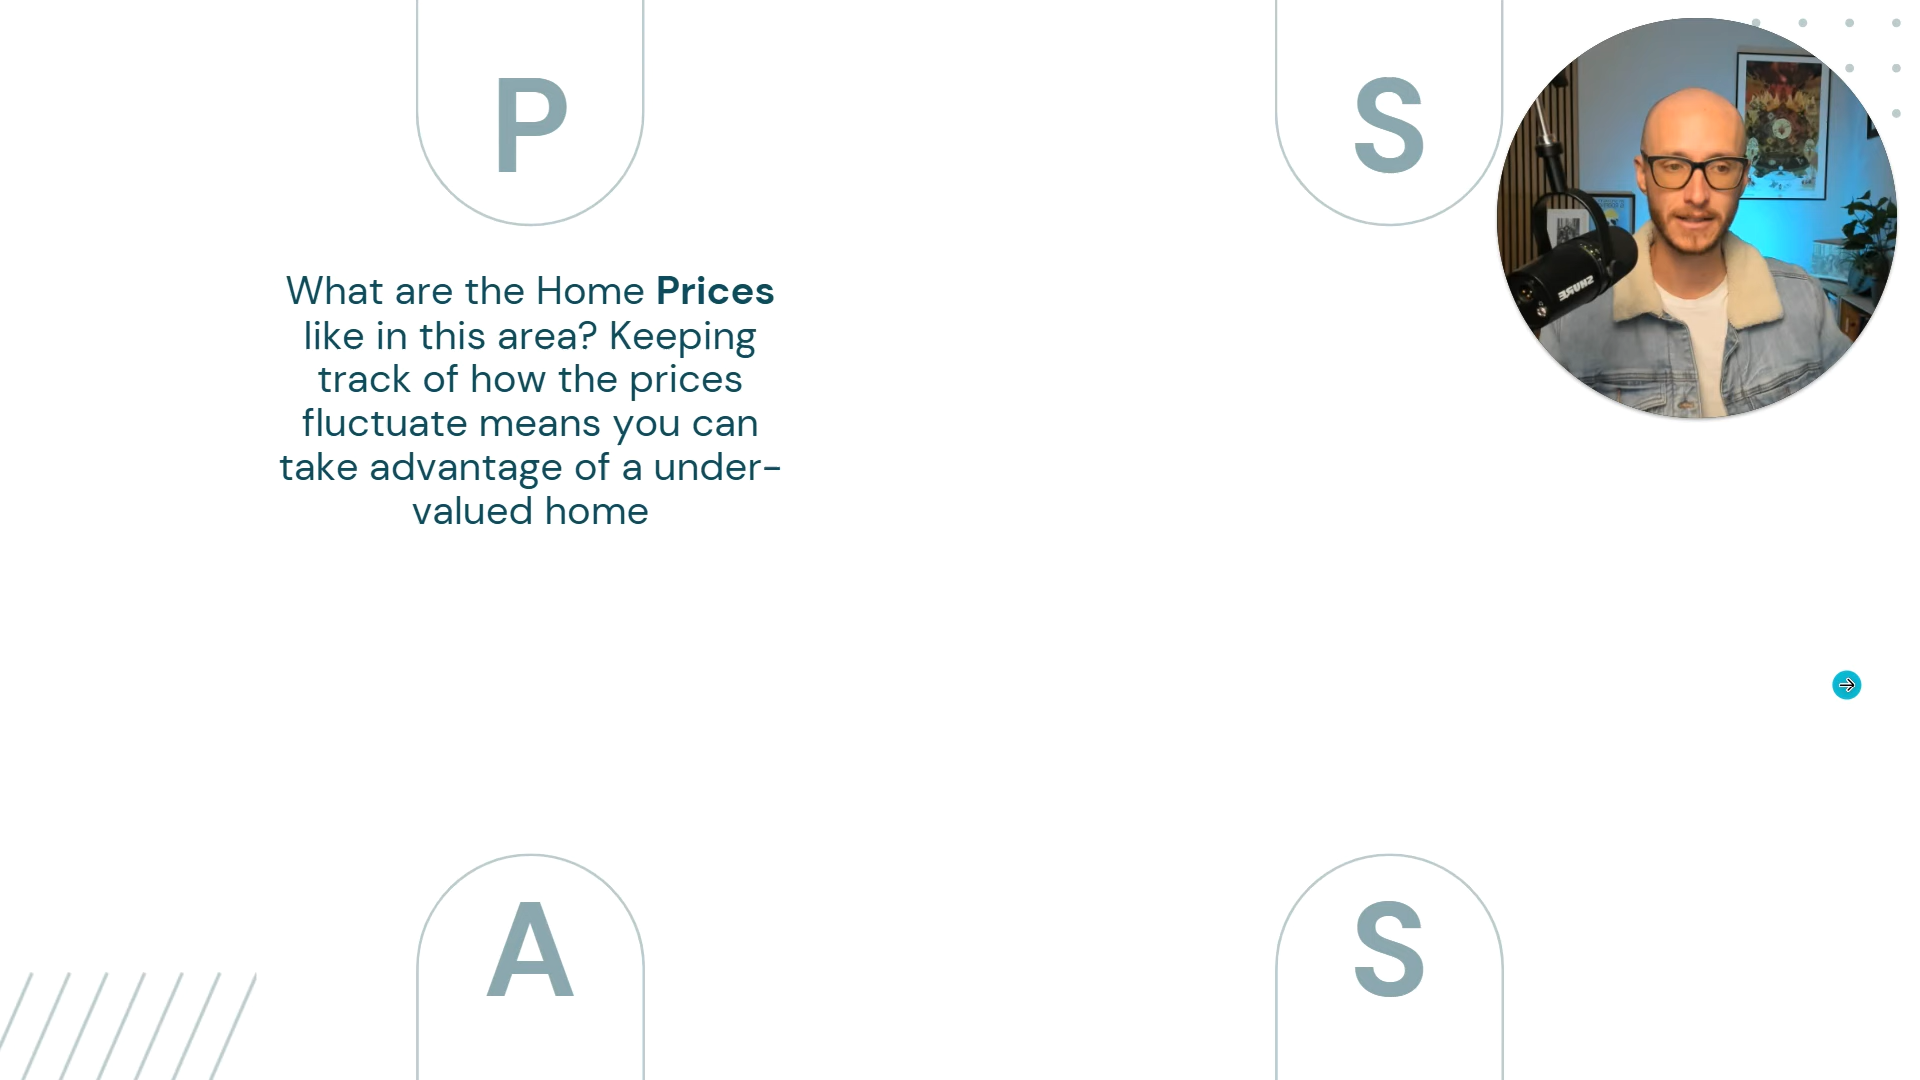 P
S
What are the Home Prices
like in this area? Keeping
track of how the prices
fluctuate means you can
take advantage of a under-
valued home
SHURE
A
S